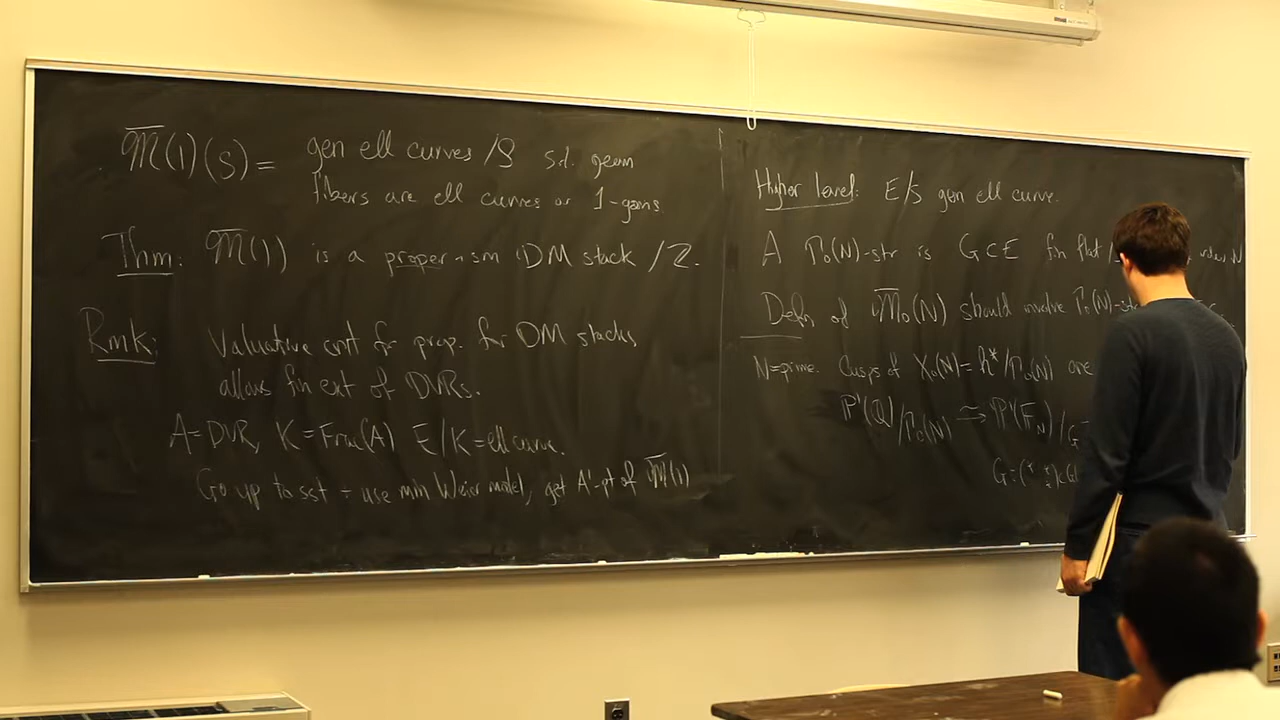 𝔐̅(1)(S) = gen ell curves /S s.t. geom
fibers are ell curves or 1-gons.
Thm: 𝔐̅(1) is a proper + sm DM stack /Z.
Rmk: Valuative crit for prop. for DM stacks
allows fin ext of DVRs.
A = DVR, K = Frac(A) E/K = ell curve.
Go up to sst + use min Weier model, get A'-pt of 𝔐̅(1)
Higher level: E/S gen ell curve.
A Γ₀(N)-str is G ⊂ E fin flat order N
Defn of 𝔐̅₀(N) should involve Γ₀(N)-str
N=prime. Cusps of X₀(N) = h*/Γ₀(N) are
P¹(Q)/Γ₀(N) ≅ P¹(F_N)/G
G = (* *